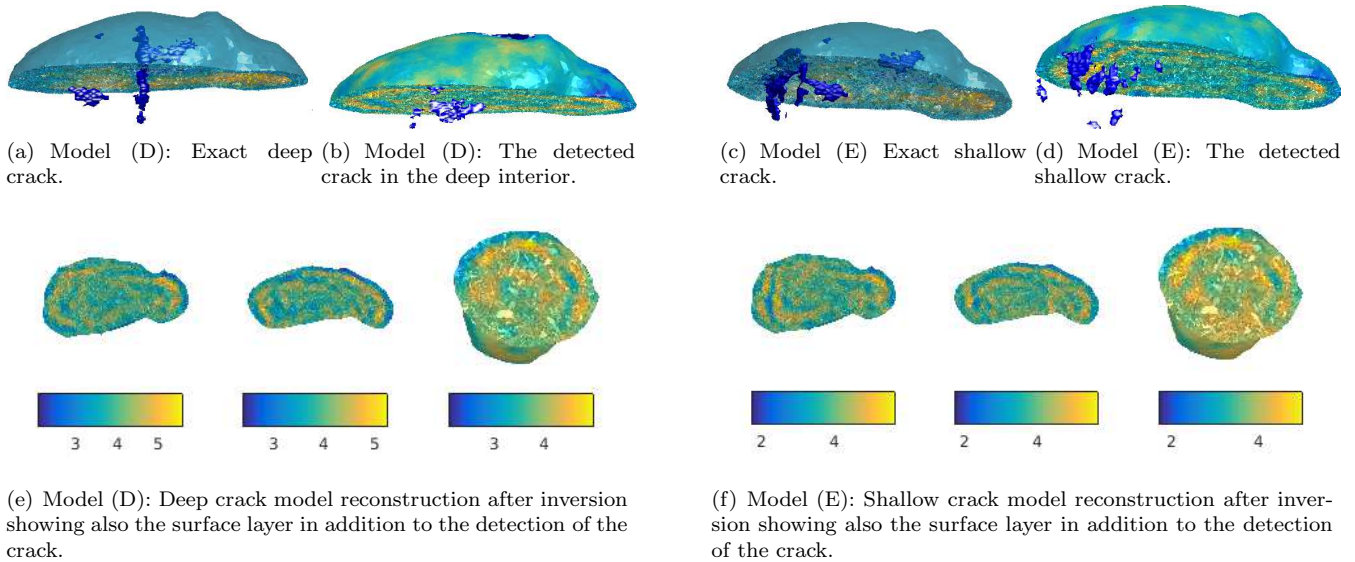 (a) Model (D): Exact deep
crack.
(b) Model (D): The detected
crack in the deep interior.
(c) Model (E) Exact shallow
crack.
(d) Model (E): The detected
shallow crack.
3 4 5
3 4 5
3 4
2 4
2 4
2 4
(e) Model (D): Deep crack model reconstruction after inversion
showing also the surface layer in addition to the detection of the
crack.
(f) Model (E): Shallow crack model reconstruction after inver-
sion showing also the surface layer in addition to the detection
of the crack.